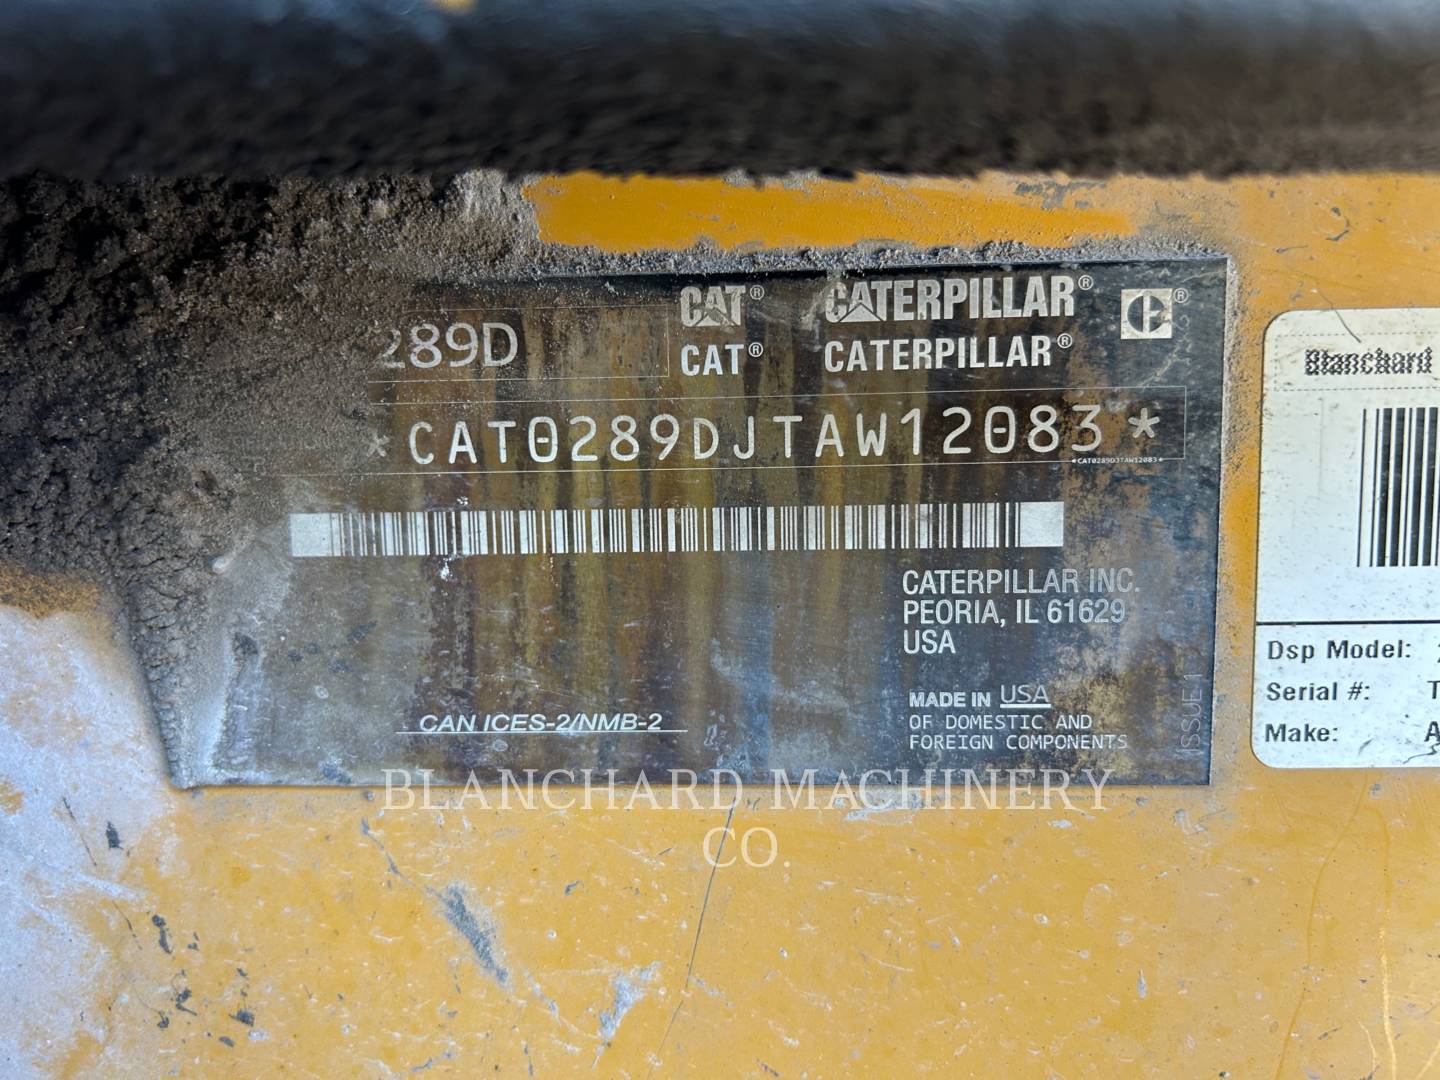 289D
CAT® CATERPILLAR® C®
CAT® CATERPILLAR®
* CAT0289DJTAW12083 *
*CAT0289DJTAW12083*
CATERPILLAR INC.
PEORIA, IL 61629
USA
MADE IN USA
OF DOMESTIC AND
FOREIGN COMPONENTS
ISSUE 1
CAN ICES-2/NMB-2
Blanchard
Dsp Model:
Serial #: T
Make: A
BLANCHARD MACHINERY
CO.